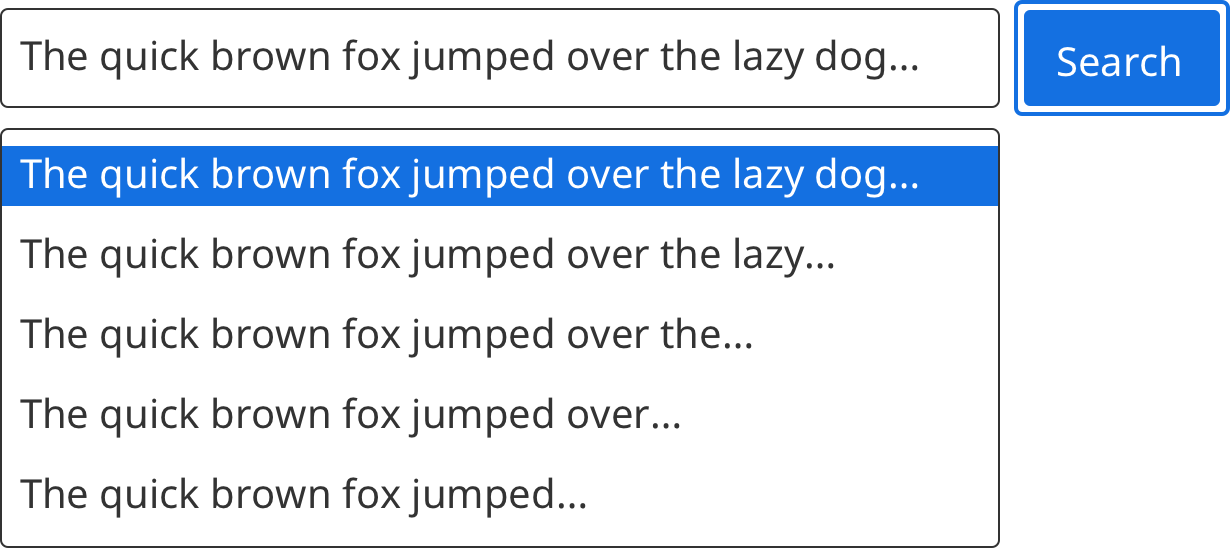 The quick brown fox jumped over the lazy dog...
Search
The quick brown fox jumped over the lazy dog...
The quick brown fox jumped over the lazy...
The quick brown fox jumped over the...
The quick brown fox jumped over...
The quick brown fox jumped...